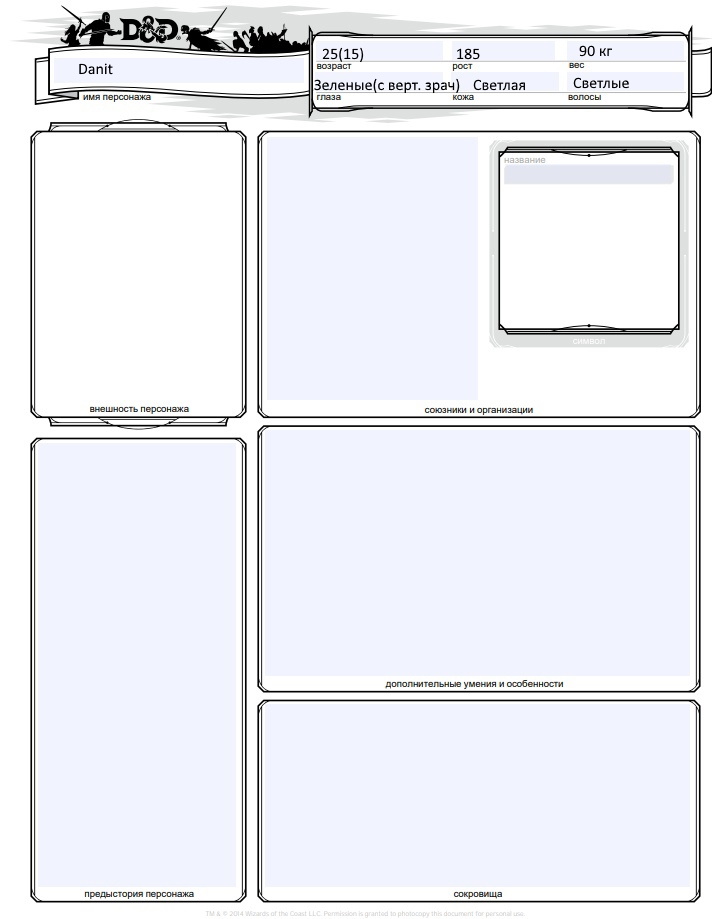 D&D
25(15) 185 90 кг
возраст рост вес
Danit
Зеленые(с верт. зрач) Светлая Светлые
имя персонажа
глаза кожа волосы
название
символ
внешность персонажа
союзники и организации
дополнительные умения и особенности
предыстория персонажа
сокровища
TM & © 2014 Wizards of the Coast LLC. Permission is granted to photocopy this document for personal use.